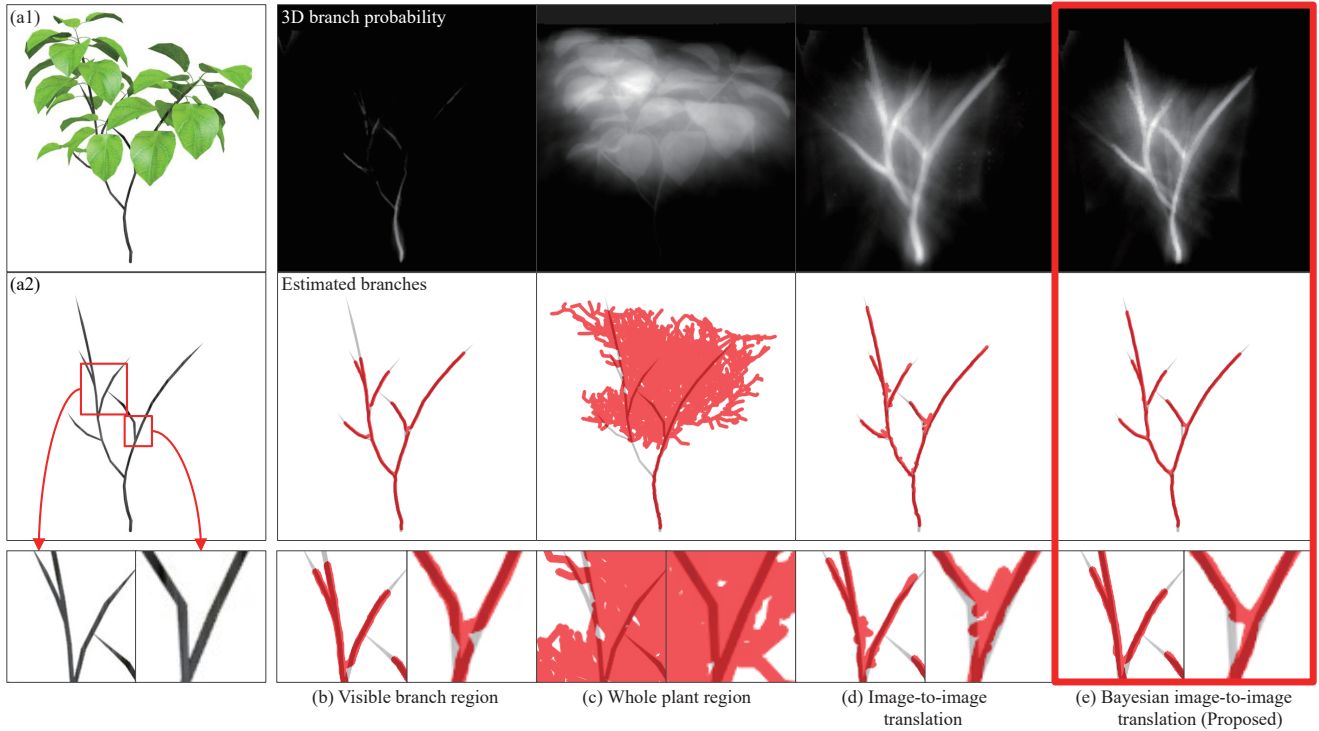 (a1)
3D branch probability
(a2)
Estimated branches
(b) Visible branch region
(c) Whole plant region
(d) Image-to-image
translation
(e) Bayesian image-to-image
translation (Proposed)